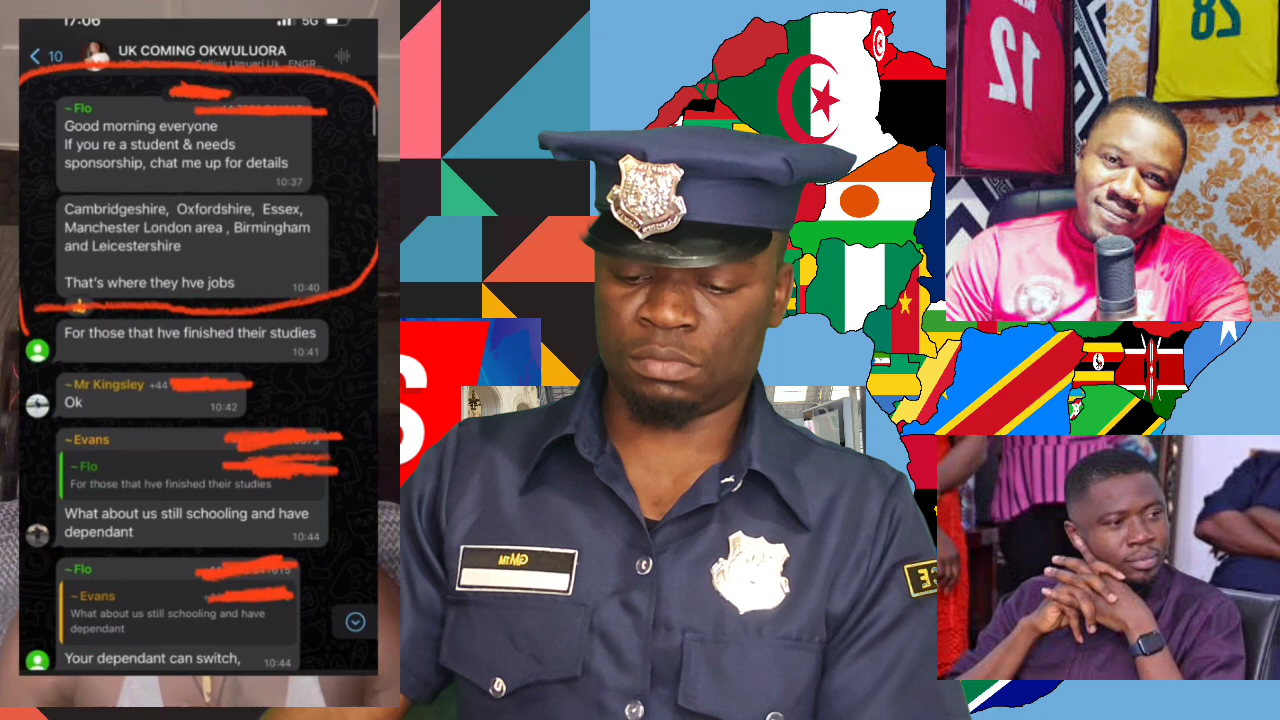 17:06
5G
10
UK COMING OKWULUORA
~Flo
Good morning everyone
If you re a student & needs
sponsorship, chat me up for details
10:37
Cambridgeshire, Oxfordshire, Essex,
Manchester London area , Birmingham
and Leicestershire
That's where they hve jobs
10:40
For those that hve finished their studies
10:41
~Mr Kingsley +44
Ok
10:42
~Evans
~Flo
For those that hve finished their studies
What about us still schooling and have
dependant
10:44
~Flo
~Evans
What about us still schooling and have
dependant
Your dependant can switch,
10:44
12
28
S